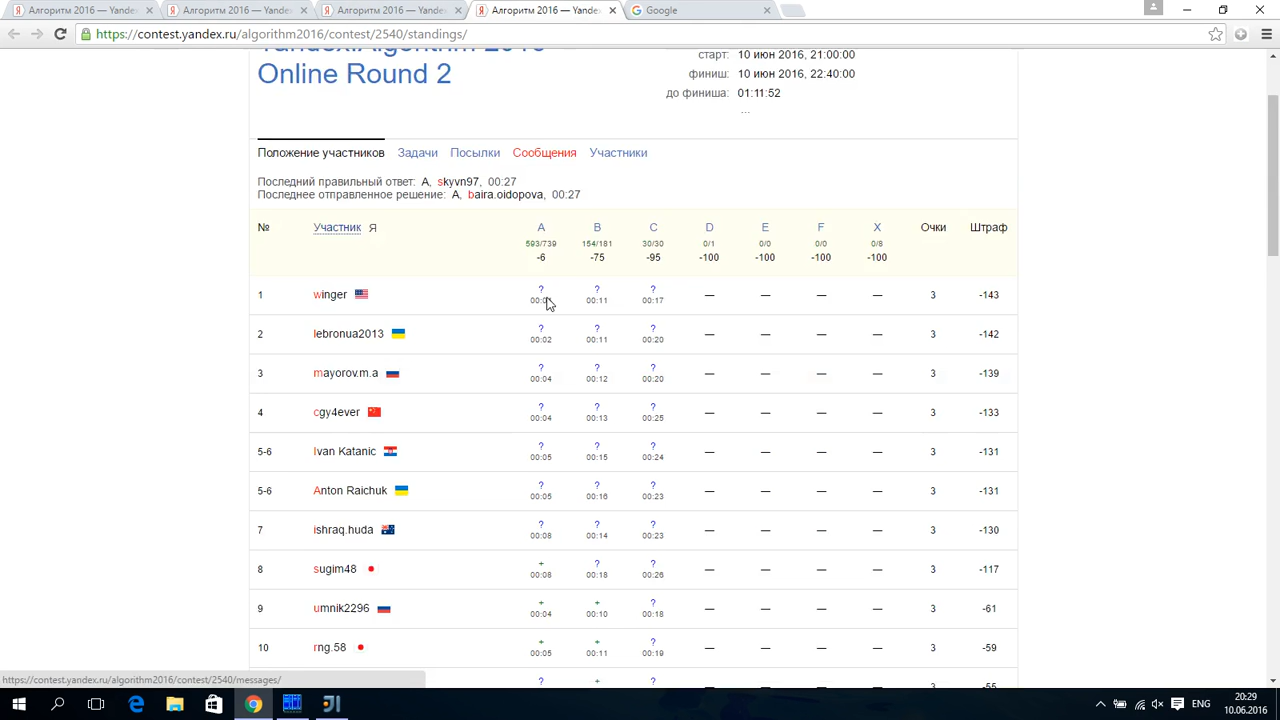 Алгоритм 2016 — Yandex Алгоритм 2016 — Yandex Алгоритм 2016 — Yandex Алгоритм 2016 — Yandex Google
https://contest.yandex.ru/algorithm2016/contest/2540/standings/
Online Round 2
старт: 10 июн 2016, 21:00:00
финиш: 10 июн 2016, 22:40:00
до финиша: 01:11:52
...
Положение участников Задачи Посылки Сообщения Участники
Последний правильный ответ: A, skyvn97, 00:27
Последнее отправленное решение: A, baira.oidopova, 00:27
№ Участник Я A B C D E F X Очки Штраф
593/739 154/181 30/30 0/1 0/0 0/0 0/8
-6 -75 -95 -100 -100 -100 -100
? ? ?
1 winger — — — — 3 -143
00:11 00:17
? ? ?
2 lebronua2013 — — — — 3 -142
00:02 00:11 00:20
? ? ?
3 mayorov.m.a — — — — 3 -139
00:04 00:12 00:20
? ? ?
4 cgy4ever — — — — 3 -133
00:04 00:13 00:25
? ? ?
5-6 Ivan Katanic — — — — 3 -131
00:05 00:15 00:24
? ? ?
5-6 Anton Raichuk — — — — 3 -131
00:05 00:16 00:23
? ? ?
7 ishraq.huda — — — — 3 -130
00:08 00:14 00:23
+ ? ?
8 sugim48 — — — — 3 -117
00:08 00:18 00:26
+ + ?
9 umnik2296 — — — — 3 -61
00:04 00:10 00:18
+ + ?
10 rng.58 — — — — 3 -59
00:05 00:11 00:19
? + ?
https://contest.yandex.ru/algorithm2016/contest/2540/messages/
ENG 20:29
10.06.2016